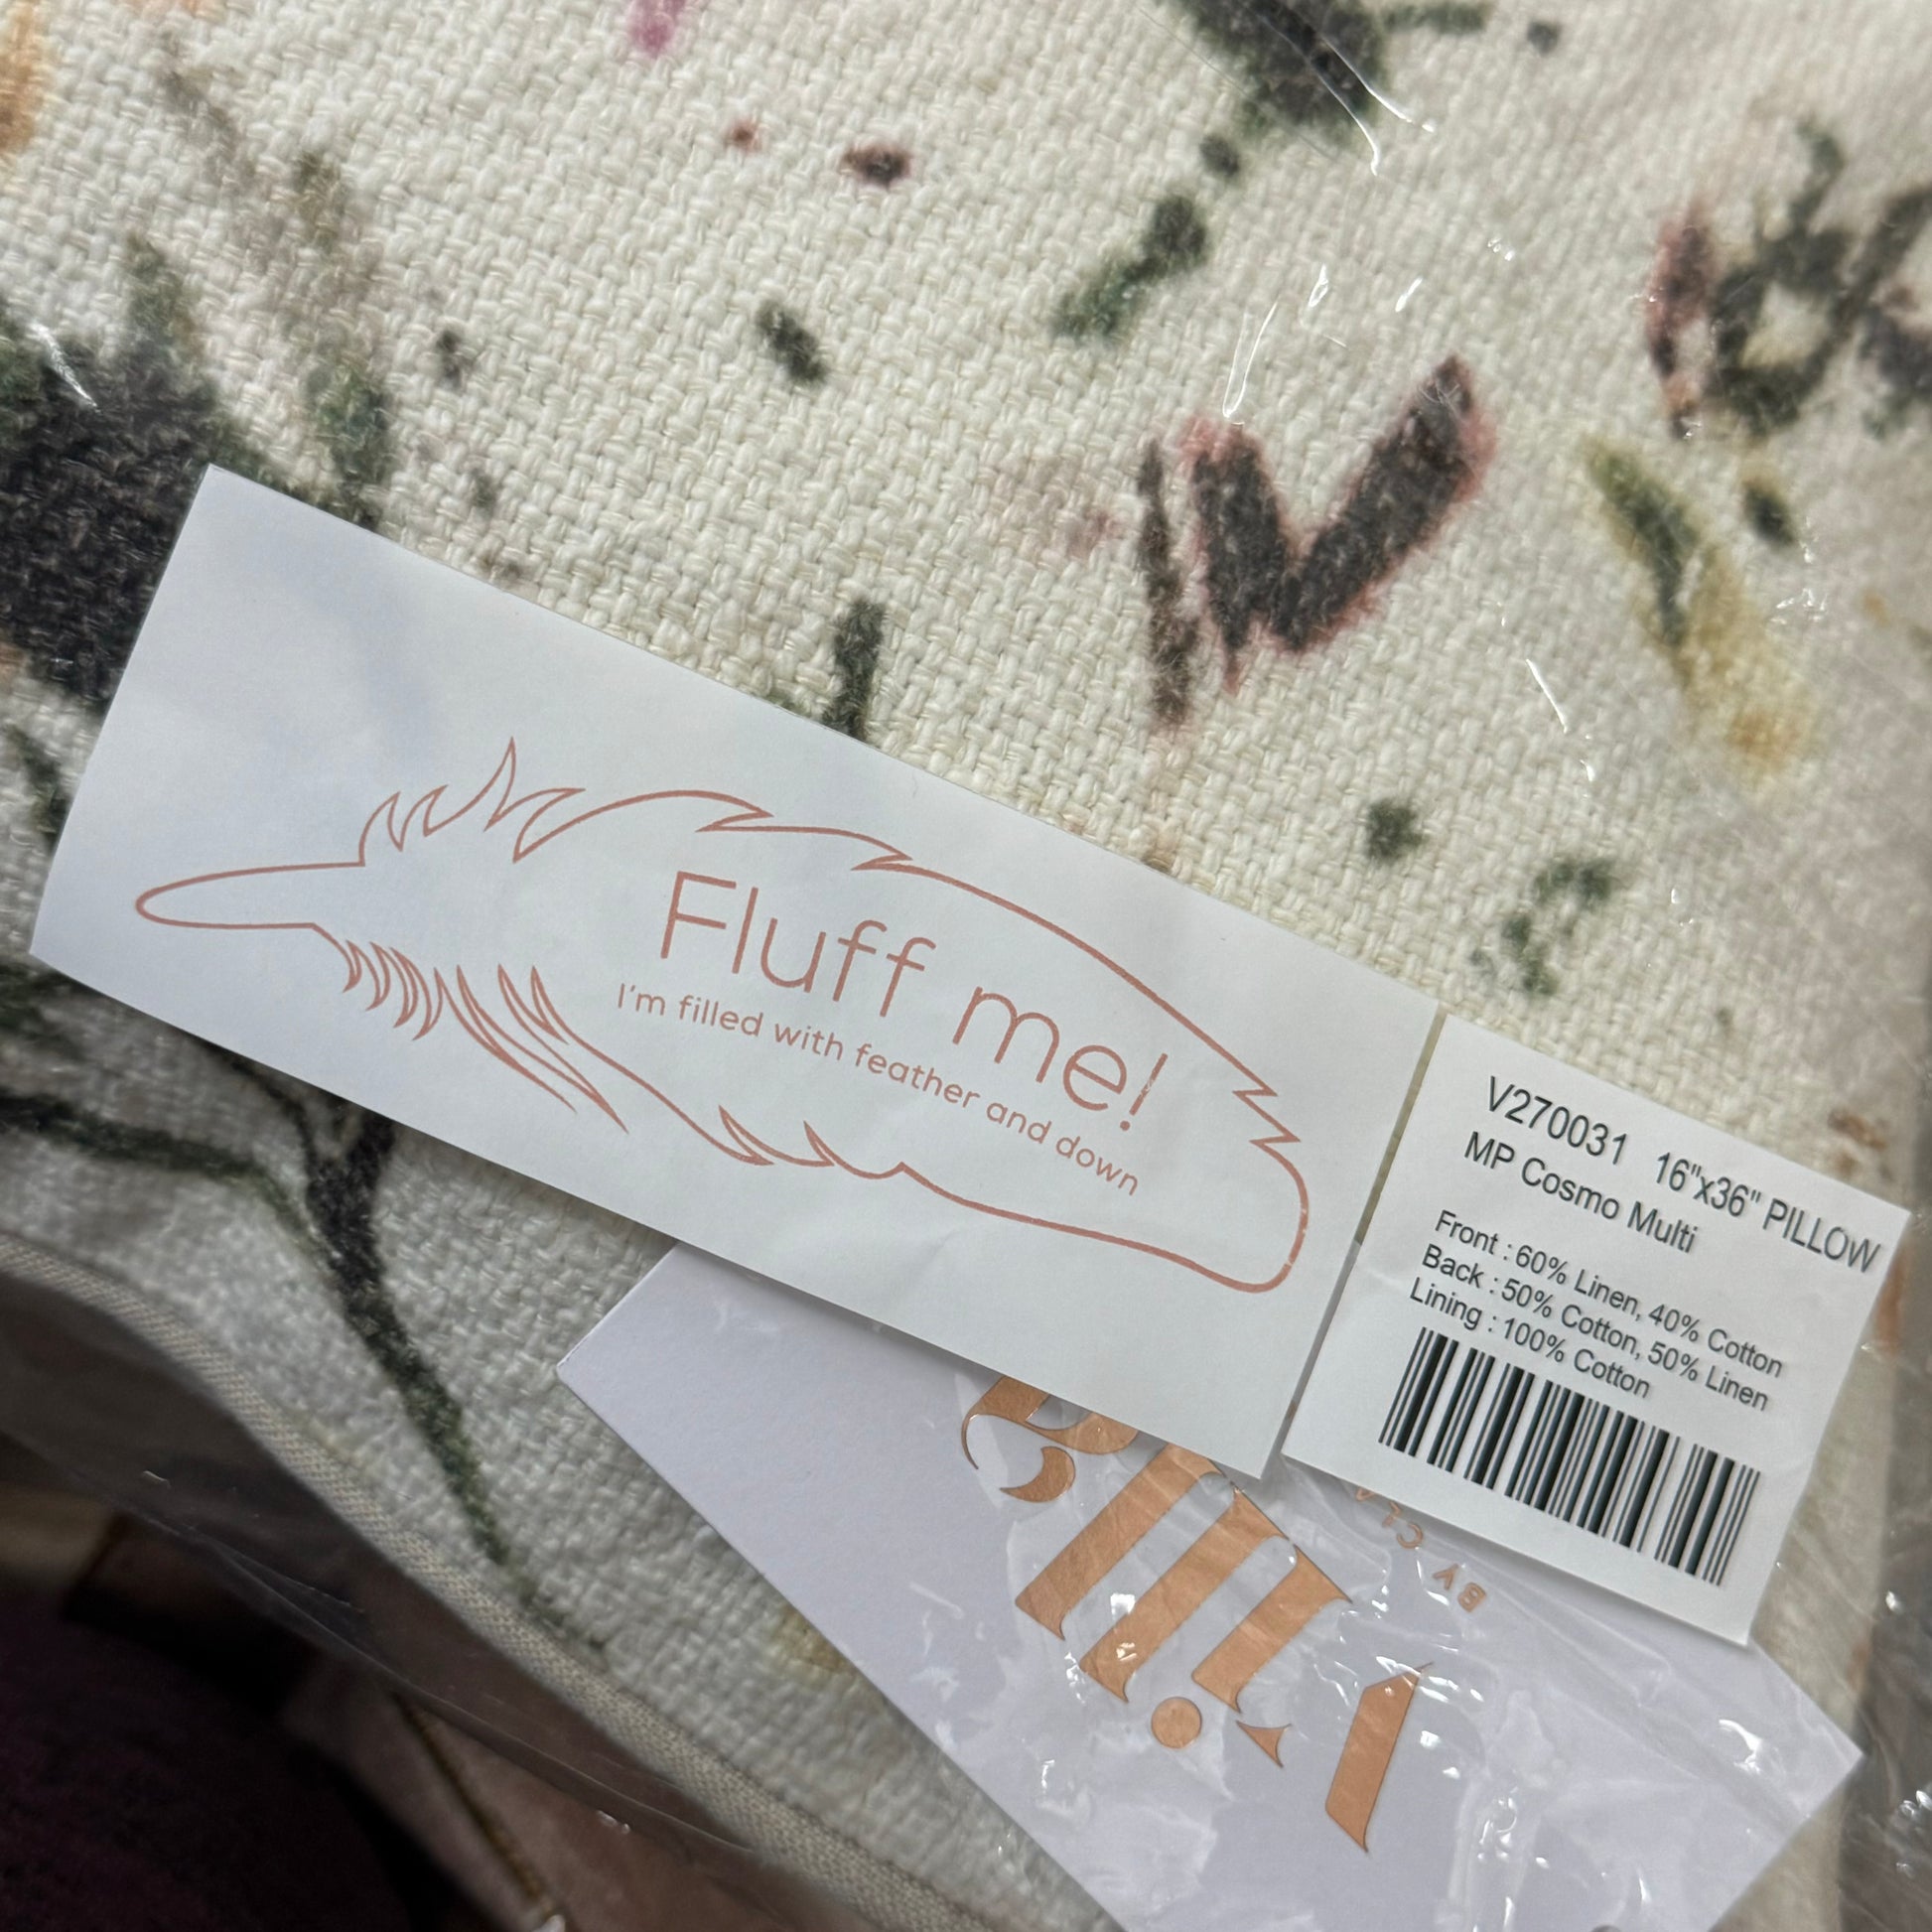 Fluff me!
I'm filled with feather and down
V270031 16"x36" PILLOW
MP Cosmo Multi
Front : 60% Linen, 40% Cotton
Back : 50% Cotton, 50% Linen
Lining : 100% Cotton
BY